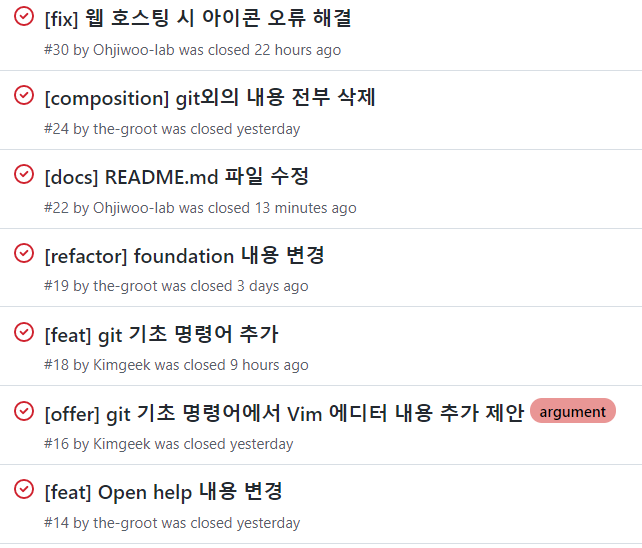 [fix] 웹 호스팅 시 아이콘 오류 해결
#30 by Ohjiwoo-lab was closed 22 hours ago
[composition] git외의 내용 전부 삭제
#24 by the-groot was closed yesterday
[docs] README.md 파일 수정
#22 by Ohjiwoo-lab was closed 13 minutes ago
[refactor] foundation 내용 변경
#19 by the-groot was closed 3 days ago
[feat] git 기초 명령어 추가
#18 by Kimgeek was closed 9 hours ago
[offer] git 기초 명령어에서 Vim 에디터 내용 추가 제안 argument
#16 by Kimgeek was closed yesterday
[feat] Open help 내용 변경
#14 by the-groot was closed yesterday